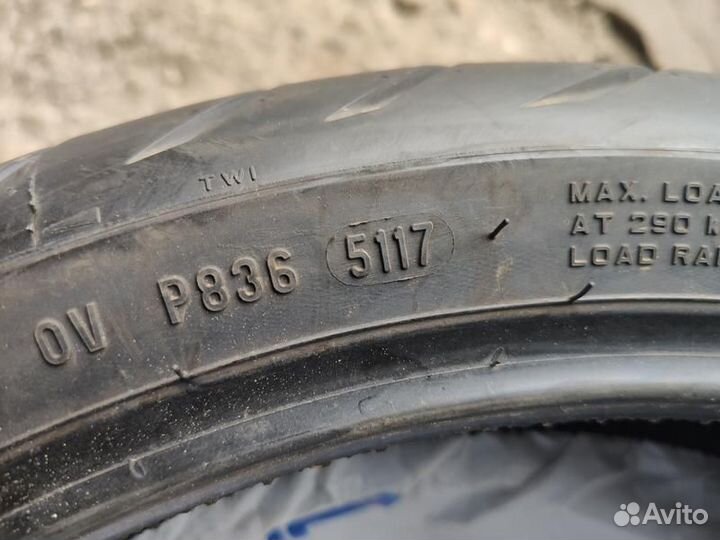 TWI
OV P836 5117
MAX. LOA
AT 290 K
LOAD RA
Avito